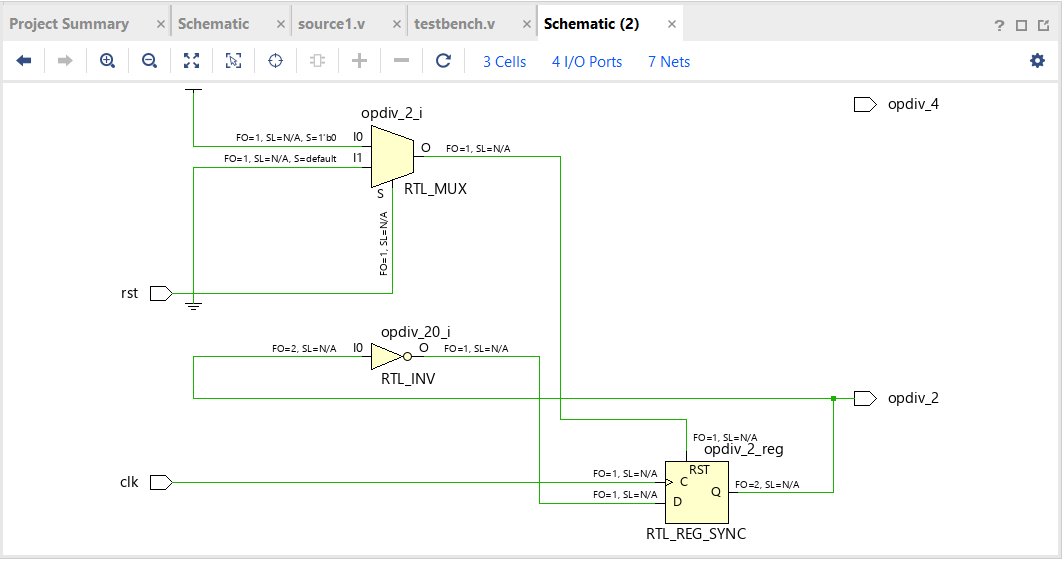 Project Summary × Schematic × source1.v × testbench.v × Schematic (2) × ?
3 Cells 4 I/O Ports 7 Nets
opdiv_4
opdiv_2_i
FO=1, SL=N/A, S=1'b0 I0
FO=1, SL=N/A, S=default I1
O FO=1, SL=N/A
S
RTL_MUX
FO=1, SL=N/A
rst
opdiv_20_i
FO=2, SL=N/A I0 O FO=1, SL=N/A
RTL_INV
opdiv_2
FO=1, SL=N/A
opdiv_2_reg
RST
clk
FO=1, SL=N/A C
FO=1, SL=N/A D
Q FO=2, SL=N/A
RTL_REG_SYNC